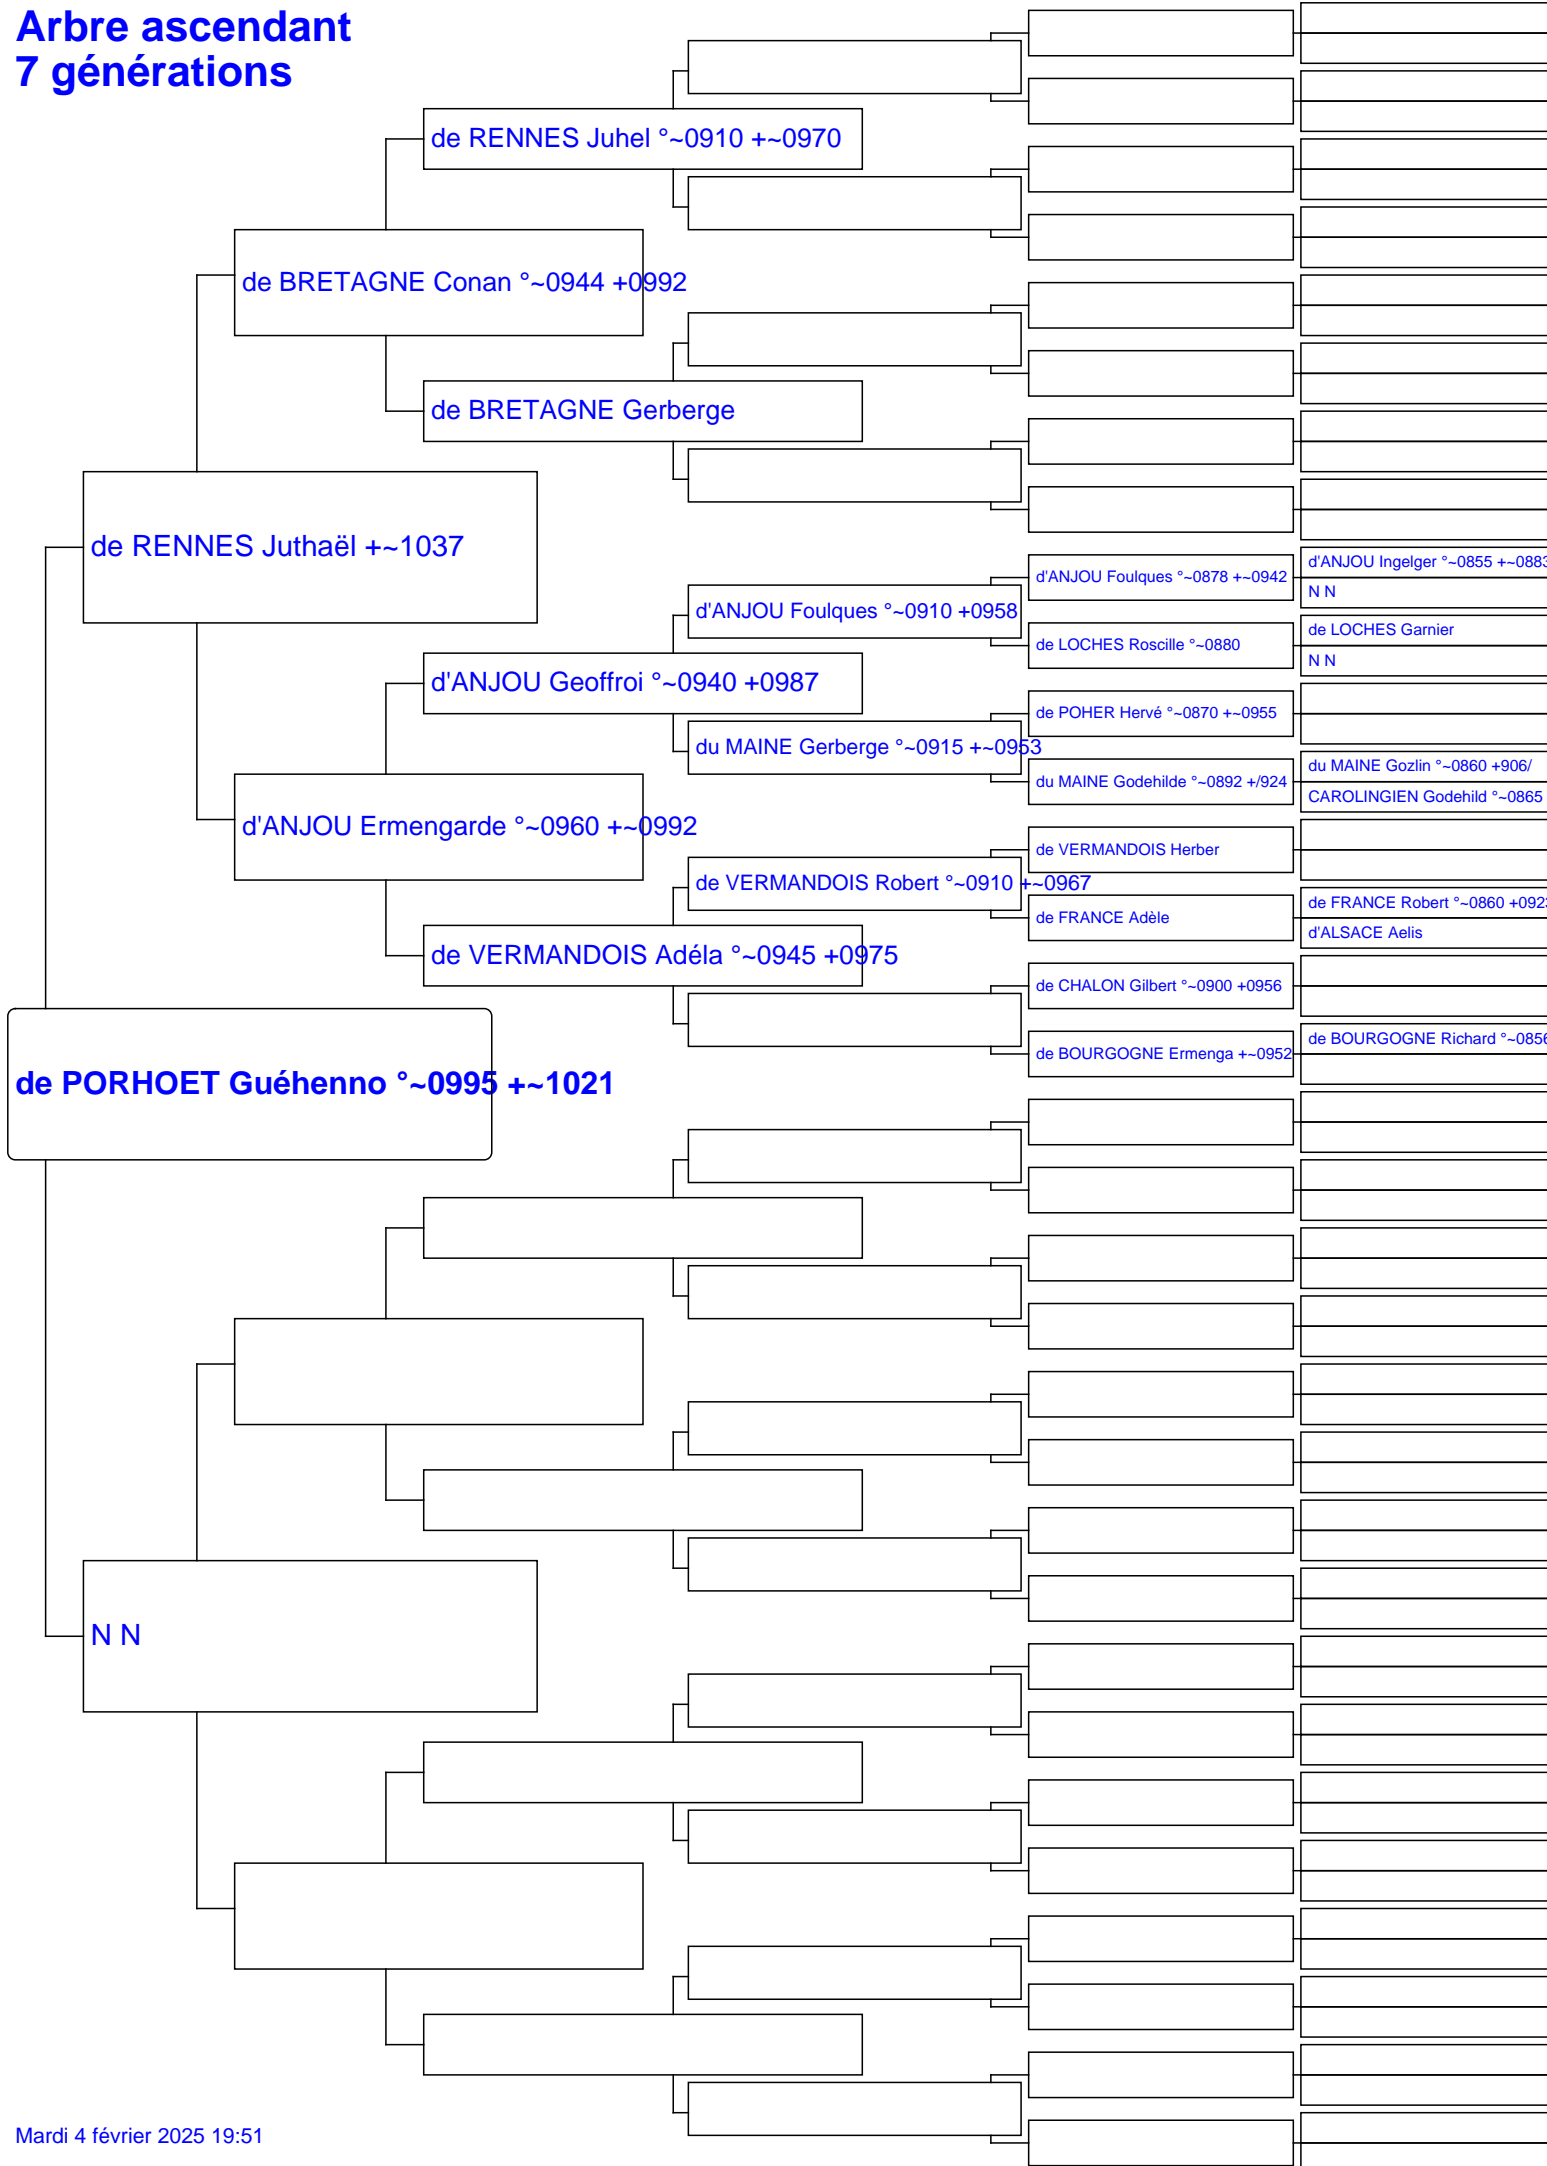 Arbre ascendant
7 générations
de RENNES Juhel °~0910 +~0970
de BRETAGNE Conan °~0944 +0992
de BRETAGNE Gerberge
de RENNES Juthaël +~1037
d'ANJOU Ingelger °~0855 +~0883
d'ANJOU Foulques °~0878 +~0942
N N
d'ANJOU Foulques °~0910 +0958
de LOCHES Garnier
de LOCHES Roscille °~0880
N N
d'ANJOU Geoffroi °~0940 +0987
de POHER Hervé °~0870 +~0955
du MAINE Gerberge °~0915 +~0953
du MAINE Gozlin °~0860 +906/
du MAINE Godehilde °~0892 +/924
CAROLINGIEN Godehild °~0865
d'ANJOU Ermengarde °~0960 +~0992
de VERMANDOIS Herber
de VERMANDOIS Robert °~0910 +~0967
de FRANCE Robert °~0860 +0923
de FRANCE Adèle
d'ALSACE Aelis
de VERMANDOIS Adéla °~0945 +0975
de CHALON Gilbert °~0900 +0956
de BOURGOGNE Richard °~0856
de BOURGOGNE Ermenga +~0952
de PORHOET Guéhenno °~0995 +~1021
N N
Mardi 4 février 2025 19:51